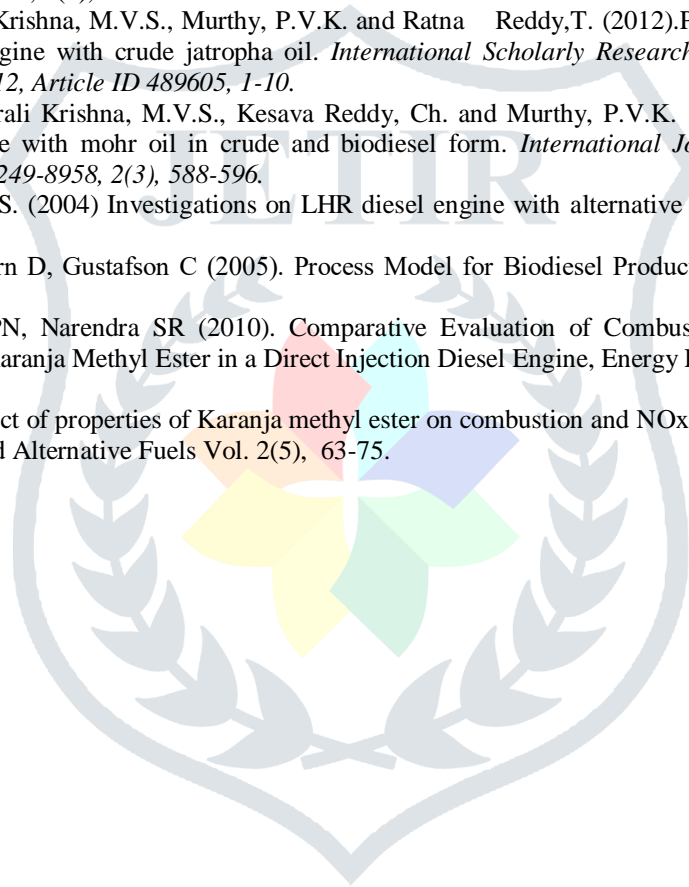 Krishna, M.V.S., Murthy, P.V.K. and Ratna Reddy,T. (2012).
gine with crude jatropha oil. International Scholarly Research
12, Article ID 489605, 1-10.
rali Krishna, M.V.S., Kesava Reddy, Ch. and Murthy, P.V.K.
e with mohr oil in crude and biodiesel form. International Jo
249-8958, 2(3), 588-596.
S. (2004) Investigations on LHR diesel engine with alternative
rn D, Gustafson C (2005). Process Model for Biodiesel Produc
PN, Narendra SR (2010). Comparative Evaluation of Combus
aranja Methyl Ester in a Direct Injection Diesel Engine, Energy
ct of properties of Karanja methyl ester on combustion and NOx
d Alternative Fuels Vol. 2(5), 63-75.
JETIR